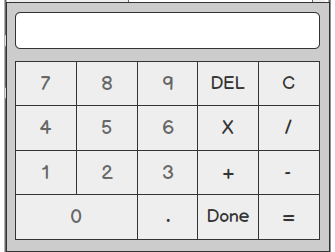 7 8 9 DEL C
4 5 6 X /
1 2 3 + -
0 . Done =